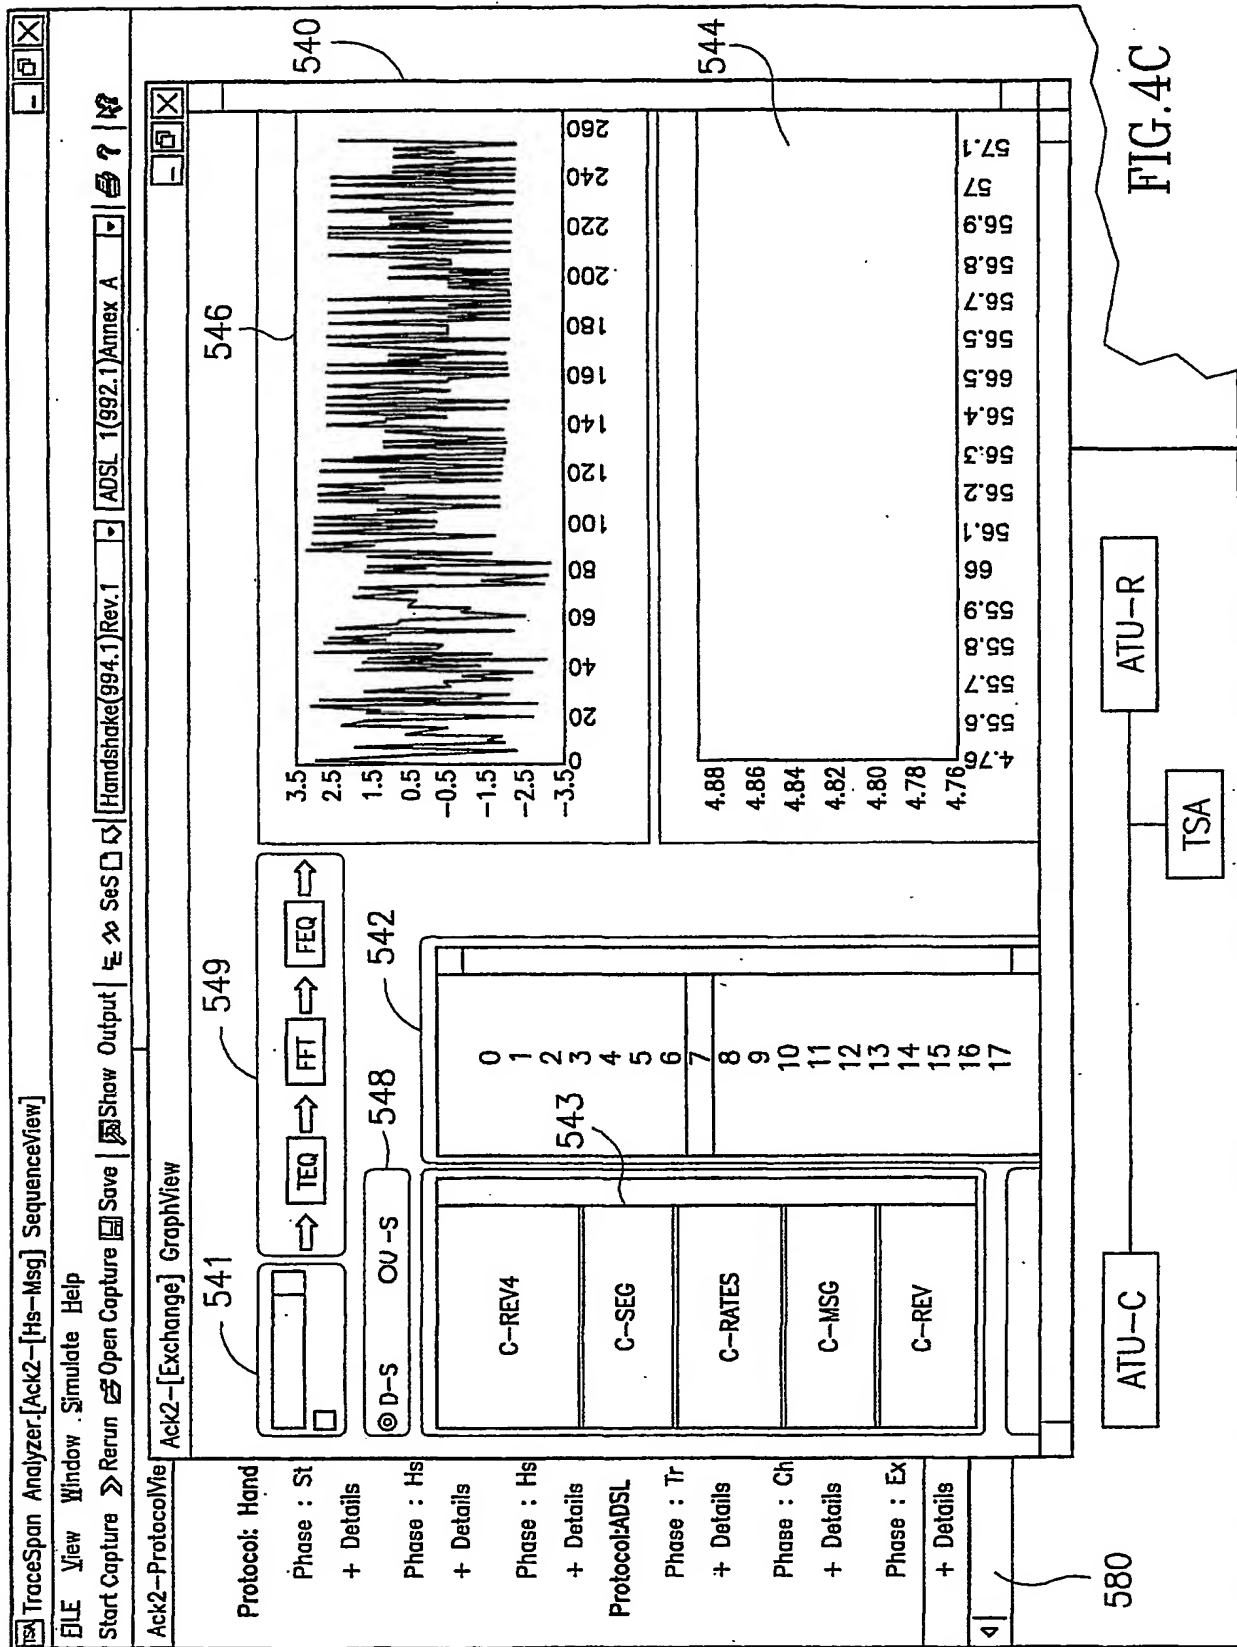 TSA TraceSpan Analyzer.[Ack2-[Hs-Msg] SequenceView]
FILE View Window Simulate Help
Start Capture Rerun Open Capture Save Show Output SeS Handshake(994.1)Rev.1 ADSL 1(992.1)Annex A ?
Ack2-ProtocolVie
Ack2-[Exchange] GraphView
Protocol: Hand
Phase : St
+ Details
Phase : Hs
+ Details
Phase : Hs
+ Details
Protocol:ADSL
Phase : Tr
+ Details
Phase : Ch
+ Details
Phase : Ex
+ Details
580
541
549
TEQ FFT FEQ
548
D-S OU-S
542
543
C-REV4
C-SEG
C-RATES
C-MSG
C-REV
0
1
2
3
4
5
6
7
8
9
10
11
12
13
14
15
16
17
546
3.5
2.5
1.5
0.5
-0.5
-1.5
-2.5
-3.5
0 20 40 60 80 100 120 140 160 180 200 220 240 260
540
544
4.88
4.86
4.84
4.82
4.80
4.78
4.76
4.76 55.6 55.7 55.8 55.9 66 56.1 56.2 56.3 56.4 66.5 56.5 56.7 56.8 56.9 57 57.1
ATU-C
TSA
ATU-R
FIG.4C